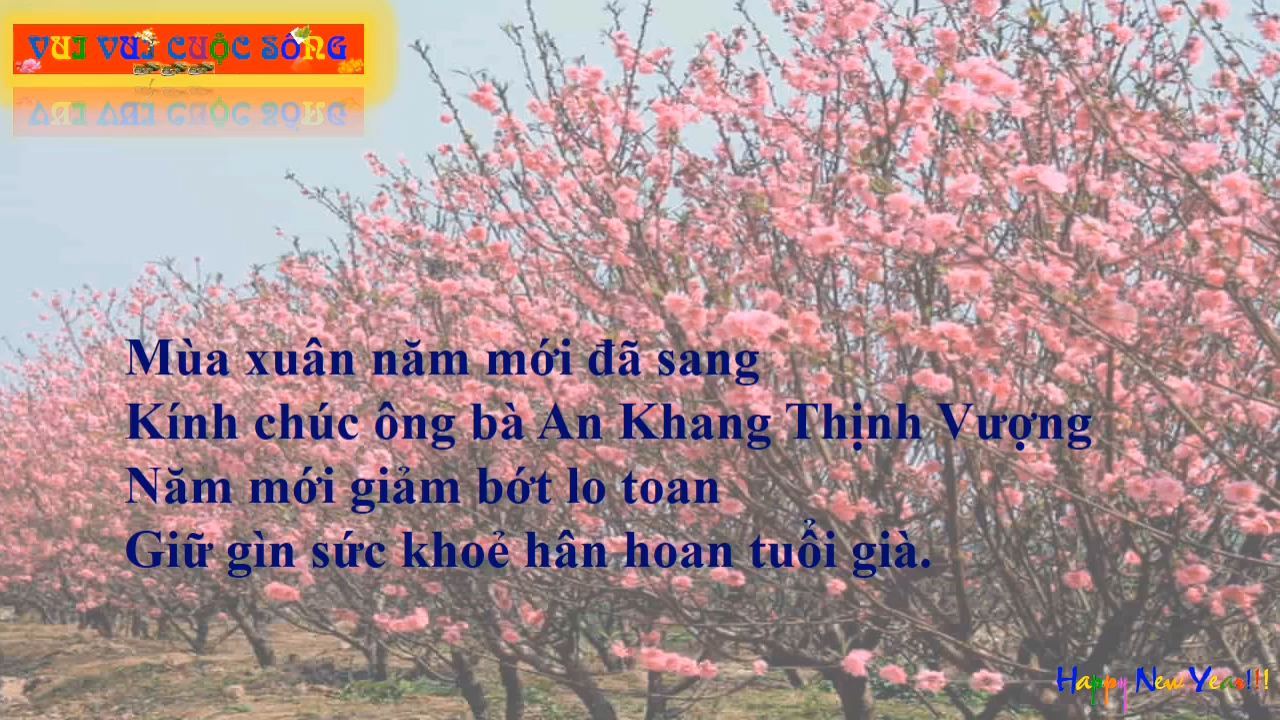 VUI VUI CUỘC SỐNG
Mùa xuân năm mới đã sang
Kính chúc ông bà An Khang Thịnh Vượng
Năm mới giảm bớt lo toan
Giữ gìn sức khoẻ hân hoan tuổi già.
Happy New Year!!!